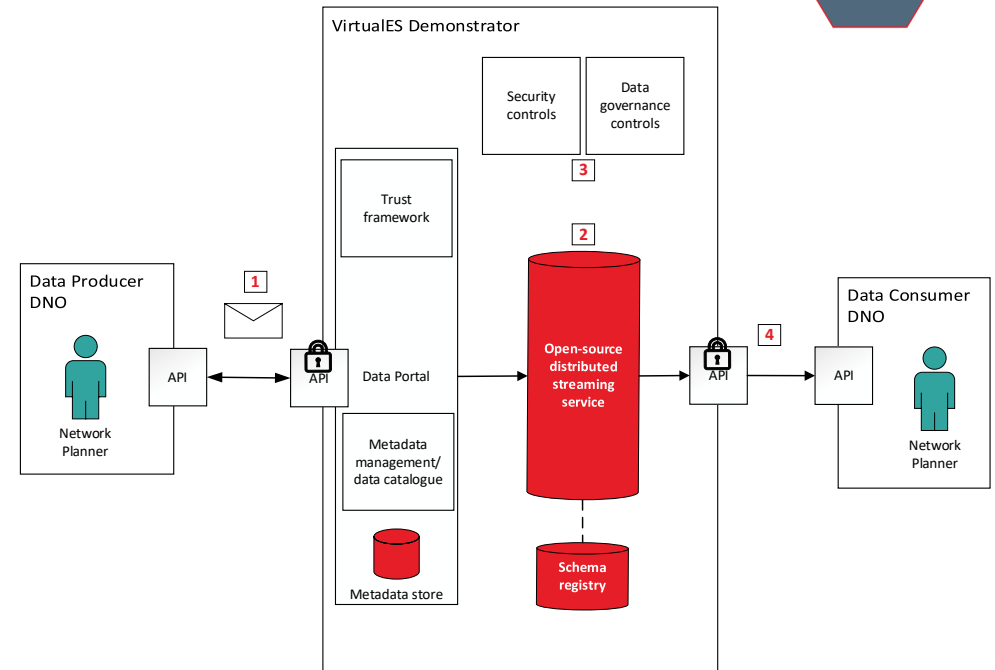 VirtualES Demonstrator
Security
controls
Data
governance
controls
3
Trust
framework
2
Data Producer
DNO
1
Data Consumer
DNO
4
Open-source
distributed
streaming
service
API
API
Data Portal
API
API
Network
Planner
Metadata
management/
data catalogue
Network
Planner
Schema
registry
Metadata store